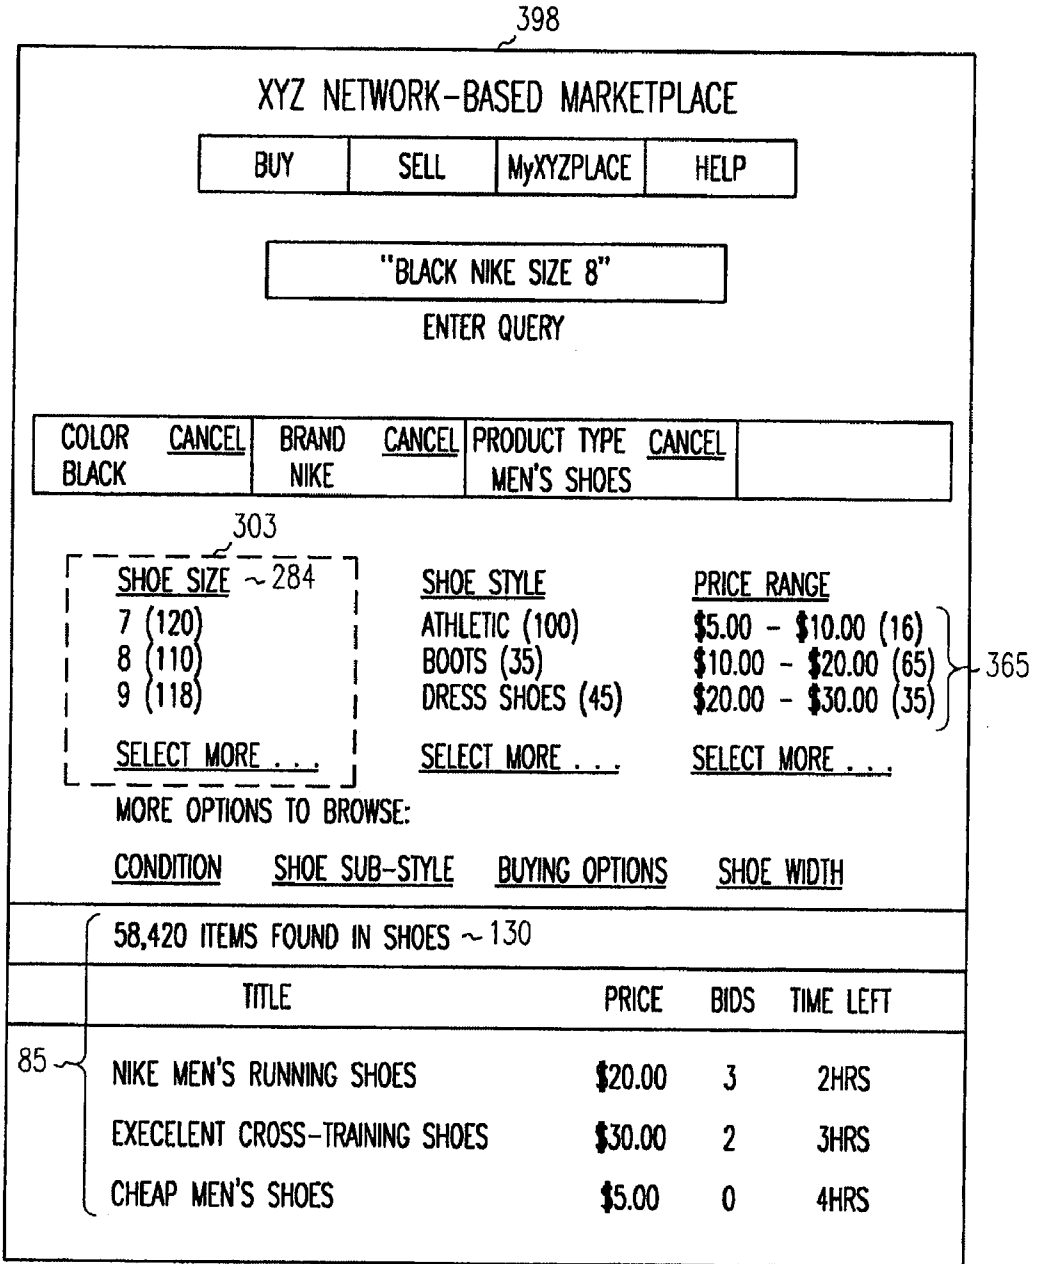 398
XYZ NETWORK-BASED MARKETPLACE
BUY SELL MyXYZPLACE HELP
"BLACK NIKE SIZE 8"
ENTER QUERY
COLOR CANCEL BRAND CANCEL PRODUCT TYPE CANCEL
BLACK NIKE MEN'S SHOES
303
SHOE SIZE ~284 SHOE STYLE PRICE RANGE
7 (120) ATHLETIC (100) $5.00 - $10.00 (16)
8 (110) BOOTS (35) $10.00 - $20.00 (65) 365
9 (118) DRESS SHOES (45) $20.00 - $30.00 (35)
SELECT MORE . . . SELECT MORE . . . SELECT MORE . . .
MORE OPTIONS TO BROWSE:
CONDITION SHOE SUB-STYLE BUYING OPTIONS SHOE WIDTH
58,420 ITEMS FOUND IN SHOES ~130
TITLE PRICE BIDS TIME LEFT
85
NIKE MEN'S RUNNING SHOES $20.00 3 2HRS
EXECELENT CROSS-TRAINING SHOES $30.00 2 3HRS
CHEAP MEN'S SHOES $5.00 0 4HRS